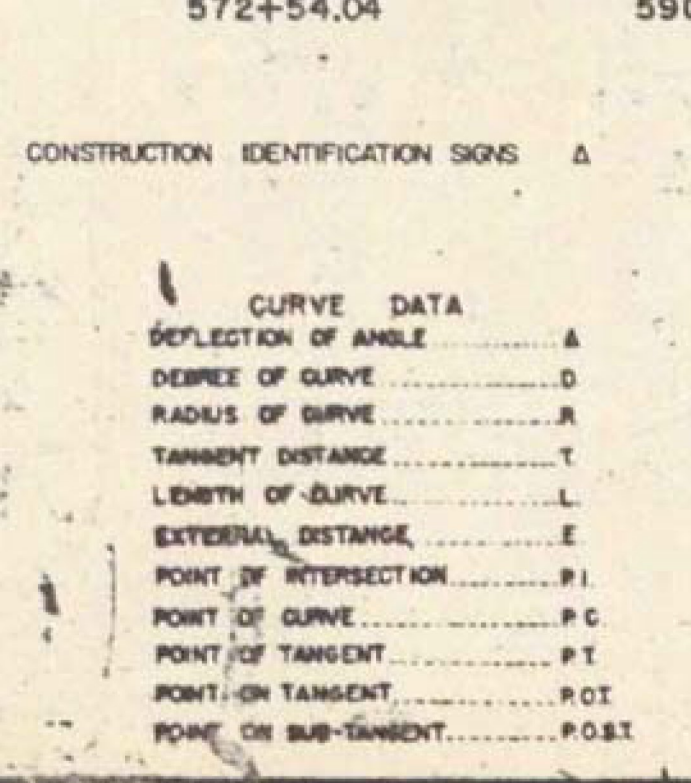 572+54.04 590
CONSTRUCTION IDENTIFICATION SIGNS Δ
CURVE DATA
DEFLECTION OF ANGLE ............ Δ
DEGREE OF CURVE ............ D
RADIUS OF CURVE ............ R
TANGENT DISTANCE ............ T.
LENGTH OF CURVE ............ L.
EXTERNAL DISTANCE ............ E
POINT OF INTERSECTION ............ P.I.
POINT OF CURVE ............ P.C.
POINT OF TANGENT ............ P.T.
POINT ON TANGENT ............ P.O.T.
POINT ON SUB-TANGENT ............ P.O.S.T.